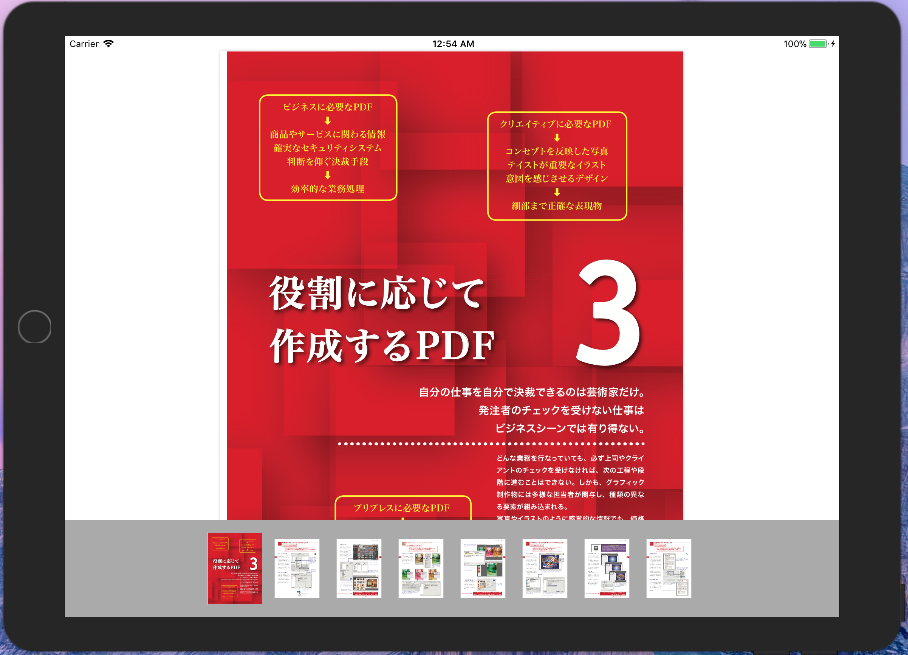 Carrier
12:54 AM
100%
ビジネスに必要なPDF
商品やサービスに関わる情報
確実なセキュリティシステム
判断を仰ぐ決裁手段
効率的な業務処理
クリエイティブに必要なPDF
コンセプトを反映した写真
テイストが重要なイラスト
意図を感じさせるデザイン
細部まで正確な表現物
役割に応じて
作成するPDF
3
自分の仕事を自分で決裁できるのは芸術家だけ。
発注者のチェックを受けない仕事は
ビジネスシーンでは有り得ない。
どんな業務を行なっていても、必ず上司やクライ
アントのチェックを受けなければ、次の工程や段
階に進むことはできない。しかも、グラフィック
制作物には多様な担当者が関与し、種類の異な
る要素が組み込まれる。
プリプレスに必要なPDF
役割に応じて
作成するPDF
3